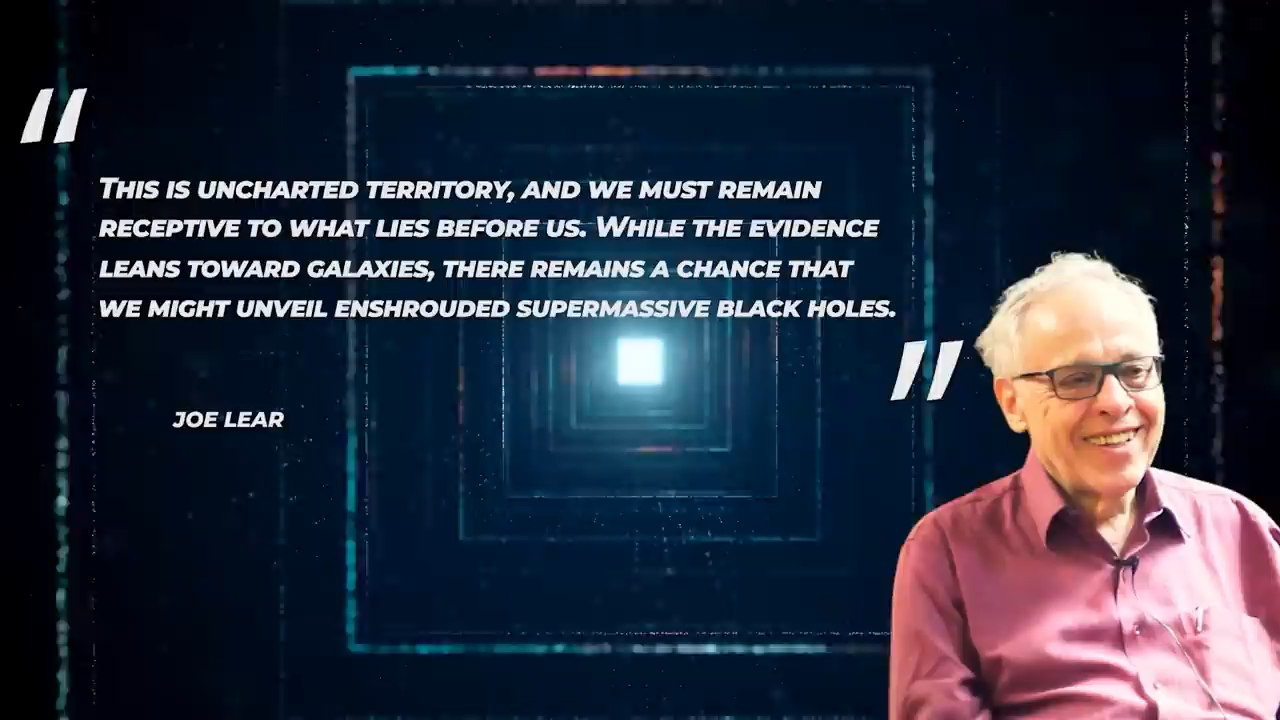 "
This is uncharted territory, and we must remain
receptive to what lies before us. While the evidence
leans toward galaxies, there remains a chance that
we might unveil enshrouded supermassive black holes.
"
JOE LEAR